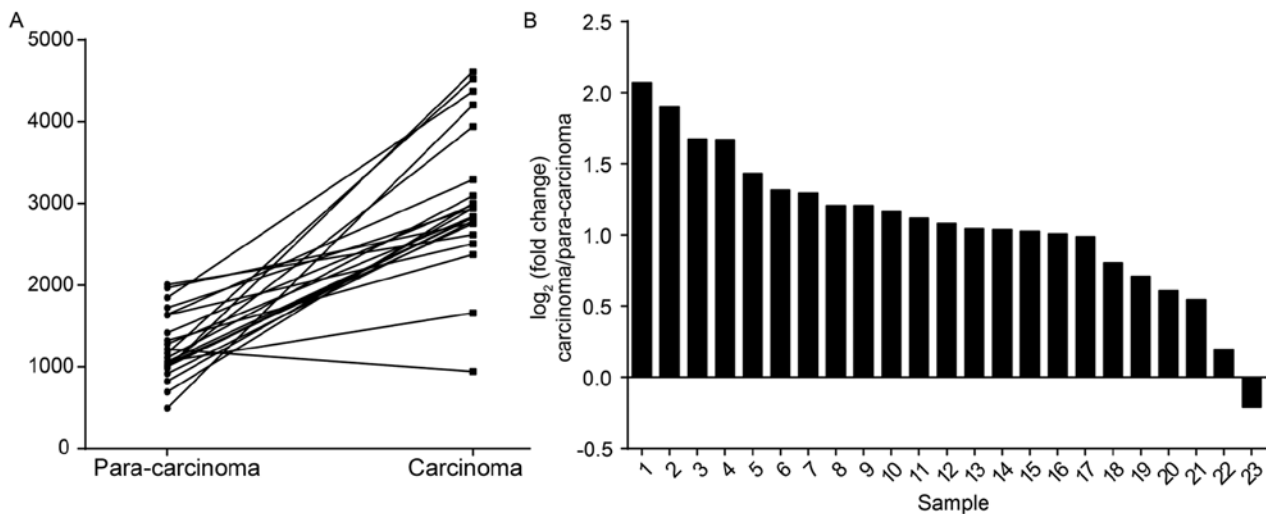 A
5000
4000
3000
2000
1000
0
Para-carcinoma
Carcinoma
B
log2 (fold change)
carcinoma/para-carcinoma
2.5
2.0
1.5
1.0
0.5
0.0
-0.5
1 2 3 4 5 6 7 8 9 10 11 12 13 14 15 16 17 18 19 20 21 22 23
Sample